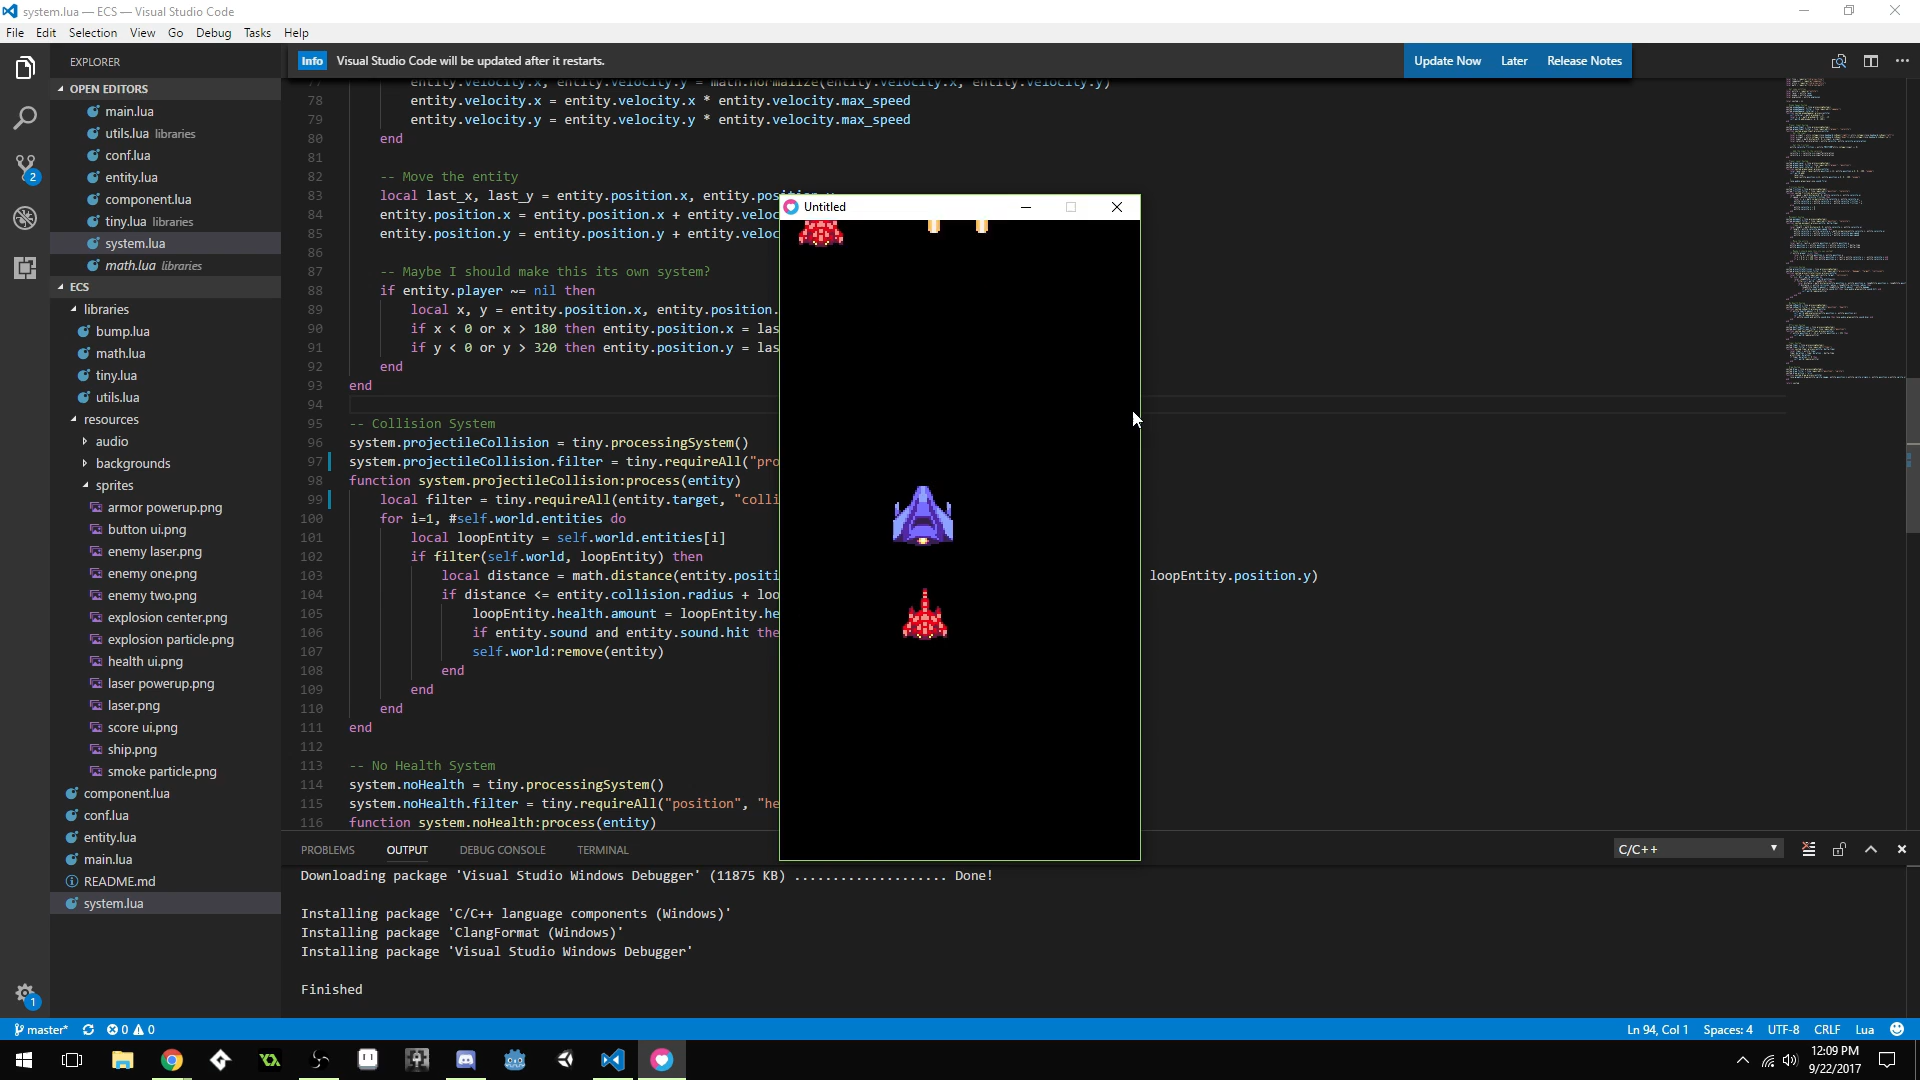 system.lua — ECS — Visual Studio Code
File Edit Selection View Go Debug Tasks Help
EXPLORER
Info Visual Studio Code will be updated after it restarts.
Update Now Later Release Notes
OPEN EDITORS
main.lua
utils.lua libraries
conf.lua
entity.lua
component.lua
tiny.lua libraries
system.lua
math.lua libraries
ECS
libraries
bump.lua
math.lua
tiny.lua
utils.lua
resources
audio
backgrounds
sprites
armor powerup.png
button ui.png
enemy laser.png
enemy one.png
enemy two.png
explosion center.png
explosion particle.png
health ui.png
laser powerup.png
laser.png
score ui.png
ship.png
smoke particle.png
component.lua
conf.lua
entity.lua
main.lua
README.md
system.lua
2
1
77 entity.velocity.x, entity.velocity.y = math.normalize(entity.velocity.x, entity.velocity.y)
78 entity.velocity.x = entity.velocity.x * entity.velocity.max_speed
79 entity.velocity.y = entity.velocity.y * entity.velocity.max_speed
80 end
81
82 -- Move the entity
83 local last_x, last_y = entity.position.x, entity.position.y
84 entity.position.x = entity.position.x + entity.veloc
85 entity.position.y = entity.position.y + entity.veloc
86
87 -- Maybe I should make this its own system?
88 if entity.player ~= nil then
89 local x, y = entity.position.x, entity.position.
90 if x < 0 or x > 180 then entity.position.x = las
91 if y < 0 or y > 320 then entity.position.y = las
92 end
93 end
94
95 -- Collision System
96 system.projectileCollision = tiny.processingSystem()
97 system.projectileCollision.filter = tiny.requireAll("pro
98 function system.projectileCollision:process(entity)
99 local filter = tiny.requireAll(entity.target, "colli
100 for i=1, #self.world.entities do
101 local loopEntity = self.world.entities[i]
102 if filter(self.world, loopEntity) then
103 local distance = math.distance(entity.positi loopEntity.position.y)
104 if distance <= entity.collision.radius + loo
105 loopEntity.health.amount = loopEntity.he
106 if entity.sound and entity.sound.hit the
107 self.world:remove(entity)
108 end
109 end
110 end
111 end
112
113 -- No Health System
114 system.noHealth = tiny.processingSystem()
115 system.noHealth.filter = tiny.requireAll("position", "he
116 function system.noHealth:process(entity)
Untitled
PROBLEMS OUTPUT DEBUG CONSOLE TERMINAL
C/C++
Downloading package 'Visual Studio Windows Debugger' (11875 KB) .................... Done!
Installing package 'C/C++ language components (Windows)'
Installing package 'ClangFormat (Windows)'
Installing package 'Visual Studio Windows Debugger'
Finished
master* 0 0
Ln 94, Col 1 Spaces: 4 UTF-8 CRLF Lua
12:09 PM
9/22/2017